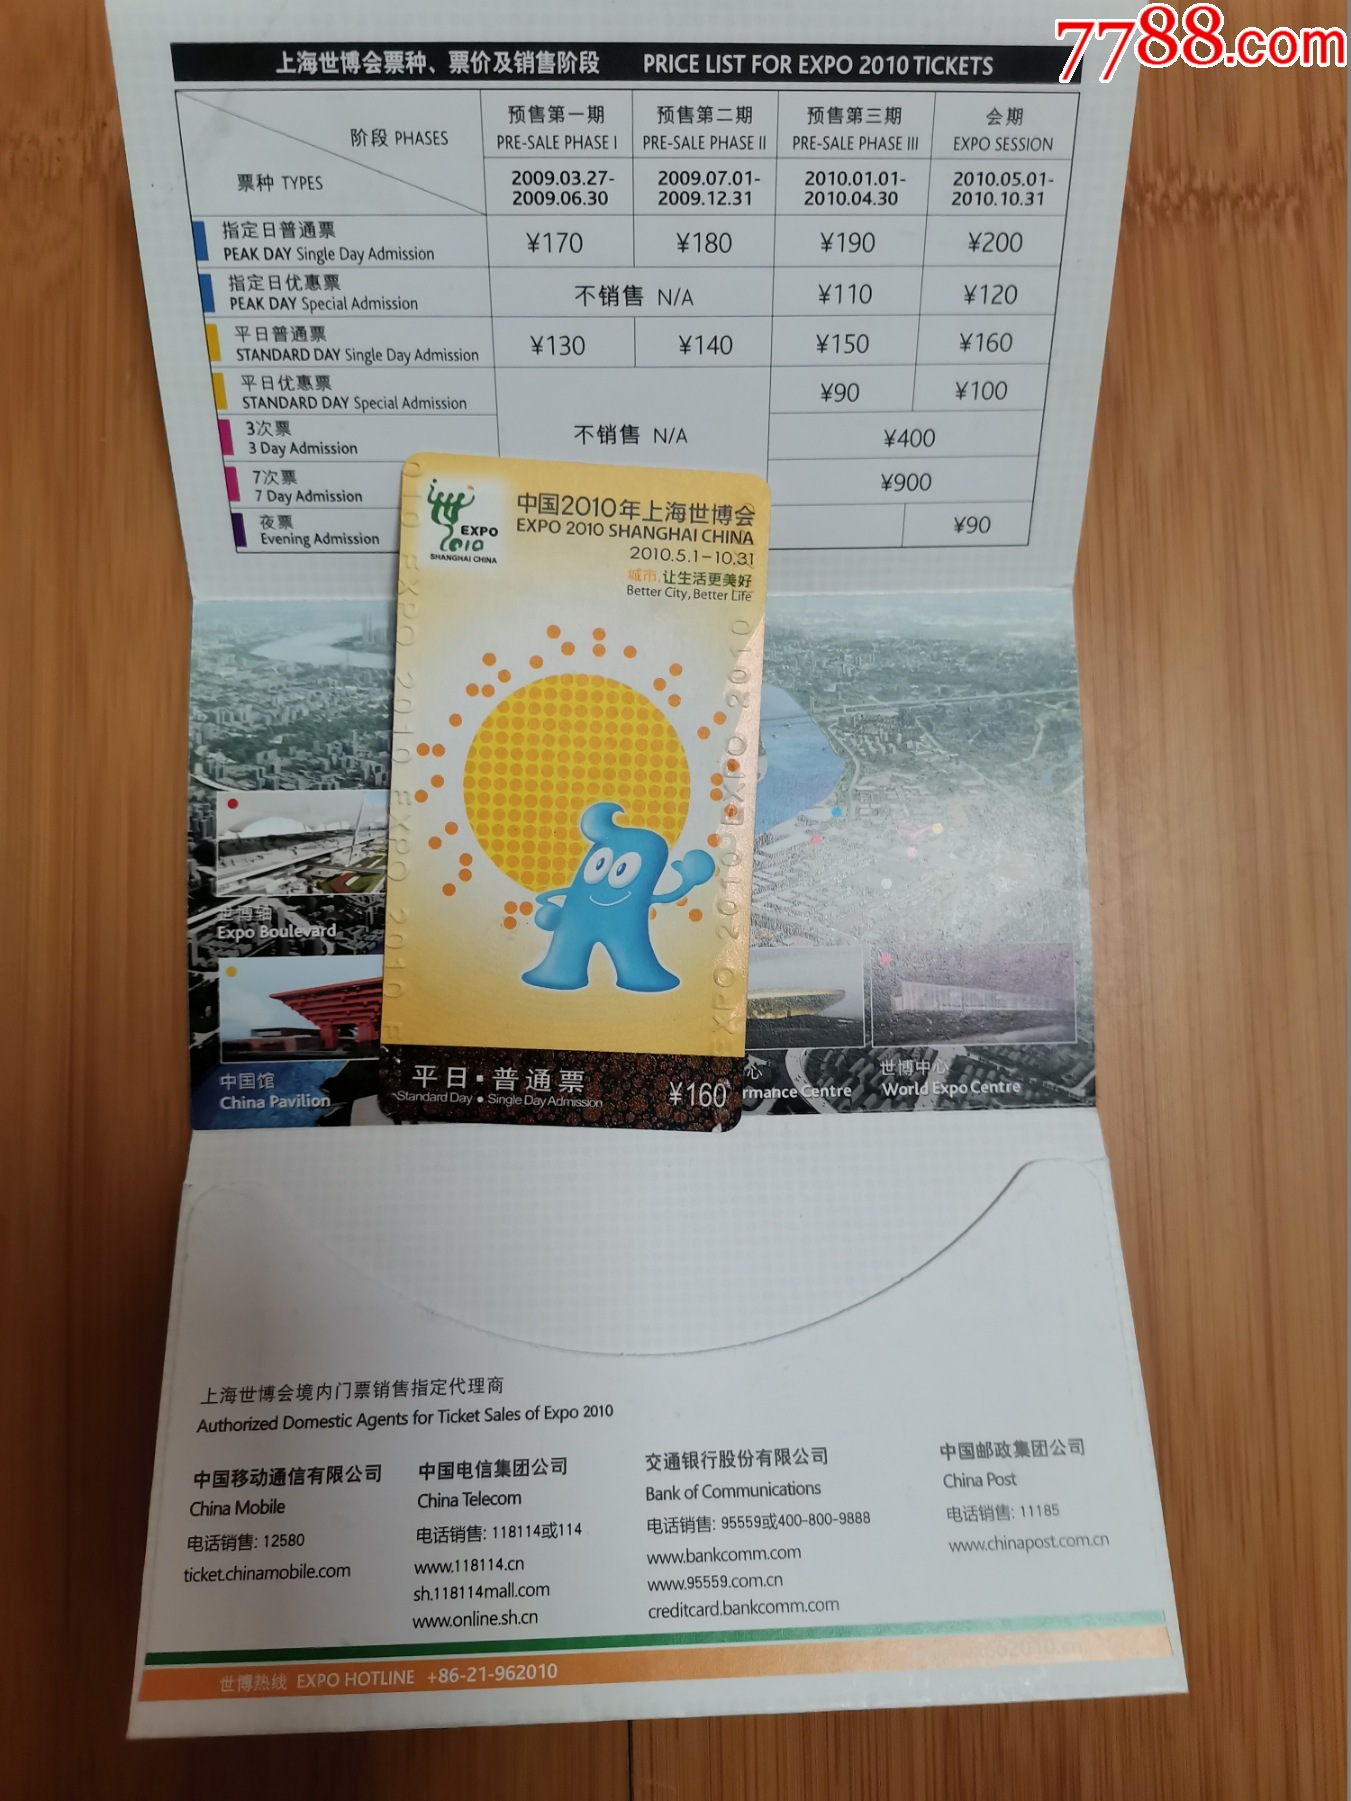 7788.com
上海世博会票种、票价及销售阶段 PRICE LIST FOR EXPO 2010 TICKETS
阶段 PHASES
票种 TYPES
预售第一期 预售第二期 预售第三期 会期
PRE-SALE PHASE I PRE-SALE PHASE II PRE-SALE PHASE III EXPO SESSION
2009.03.27- 2009.07.01- 2010.01.01- 2010.05.01-
2009.06.30 2009.12.31 2010.04.30 2010.10.31
指定日普通票
PEAK DAY Single Day Admission ¥170 ¥180 ¥190 ¥200
指定日优惠票
PEAK DAY Special Admission 不销售 N/A ¥110 ¥120
平日普通票
STANDARD DAY Single Day Admission ¥130 ¥140 ¥150 ¥160
平日优惠票
STANDARD DAY Special Admission ¥90 ¥100
3次票
3 Day Admission 不销售 N/A ¥400
7次票
7 Day Admission ¥900
夜票
Evening Admission ¥90
EXPO
2010
SHANGHAI CHINA
中国2010年上海世博会
EXPO 2010 SHANGHAI CHINA
2010.5.1-10.31
城市,让生活更美好
Better City, Better Life
EXPO 2010 EXPO 2010 EXPO 2010
EXPO 2010 EXPO 2010 EXPO 2010
平日·普通票
Standard Day • Single Day Admission
¥160
世博轴
Expo Boulevard
中国馆
China Pavilion
心
rmance Centre
世博中心
World Expo Centre
上海世博会境内门票销售指定代理商
Authorized Domestic Agents for Ticket Sales of Expo 2010
中国移动通信有限公司
China Mobile
电话销售: 12580
ticket.chinamobile.com
中国电信集团公司
China Telecom
电话销售: 118114或114
www.118114.cn
sh.118114mall.com
www.online.sh.cn
交通银行股份有限公司
Bank of Communications
电话销售: 95559或400-800-9888
www.bankcomm.com
www.95559.com.cn
creditcard.bankcomm.com
中国邮政集团公司
China Post
电话销售: 11185
www.chinapost.com.cn
世博热线 EXPO HOTLINE +86-21-962010